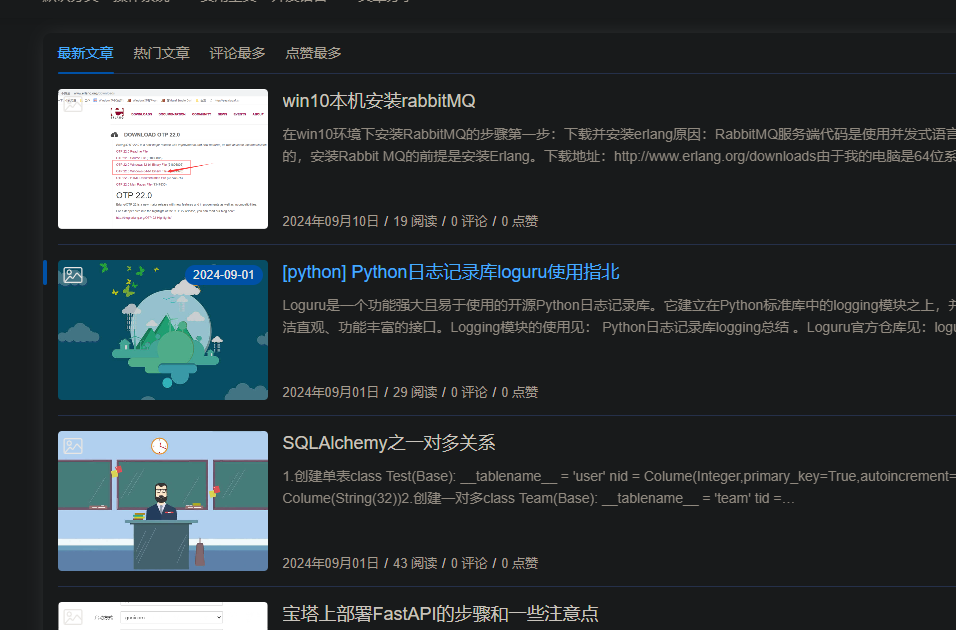 最新文章 热门文章 评论最多 点赞最多
win10本机安装rabbitMQ
在win10环境下安装RabbitMQ的步骤第一步：下载并安装erlang原因：RabbitMQ服务端代码是使用并发式语言
的，安装Rabbit MQ的前提是安装Erlang。下载地址：http://www.erlang.org/downloads由于我的电脑是64位系
DOWNLOAD OTP 22.0
OTP 22.0
2024年09月10日 / 19 阅读 / 0 评论 / 0 点赞
2024-09-01
[python] Python日志记录库loguru使用指北
Loguru是一个功能强大且易于使用的开源Python日志记录库。它建立在Python标准库中的logging模块之上，并
洁直观、功能丰富的接口。Logging模块的使用见： Python日志记录库logging总结 。Loguru官方仓库见：logu
2024年09月01日 / 29 阅读 / 0 评论 / 0 点赞
SQLAlchemy之一对多关系
1.创建单表class Test(Base): __tablename__ = 'user' nid = Colume(Integer,primary_key=True,autoincrement=
Colume(String(32))2.创建一对多class Team(Base): __tablename__ = 'team' tid =…
2024年09月01日 / 43 阅读 / 0 评论 / 0 点赞
宝塔上部署FastAPI的步骤和一些注意点